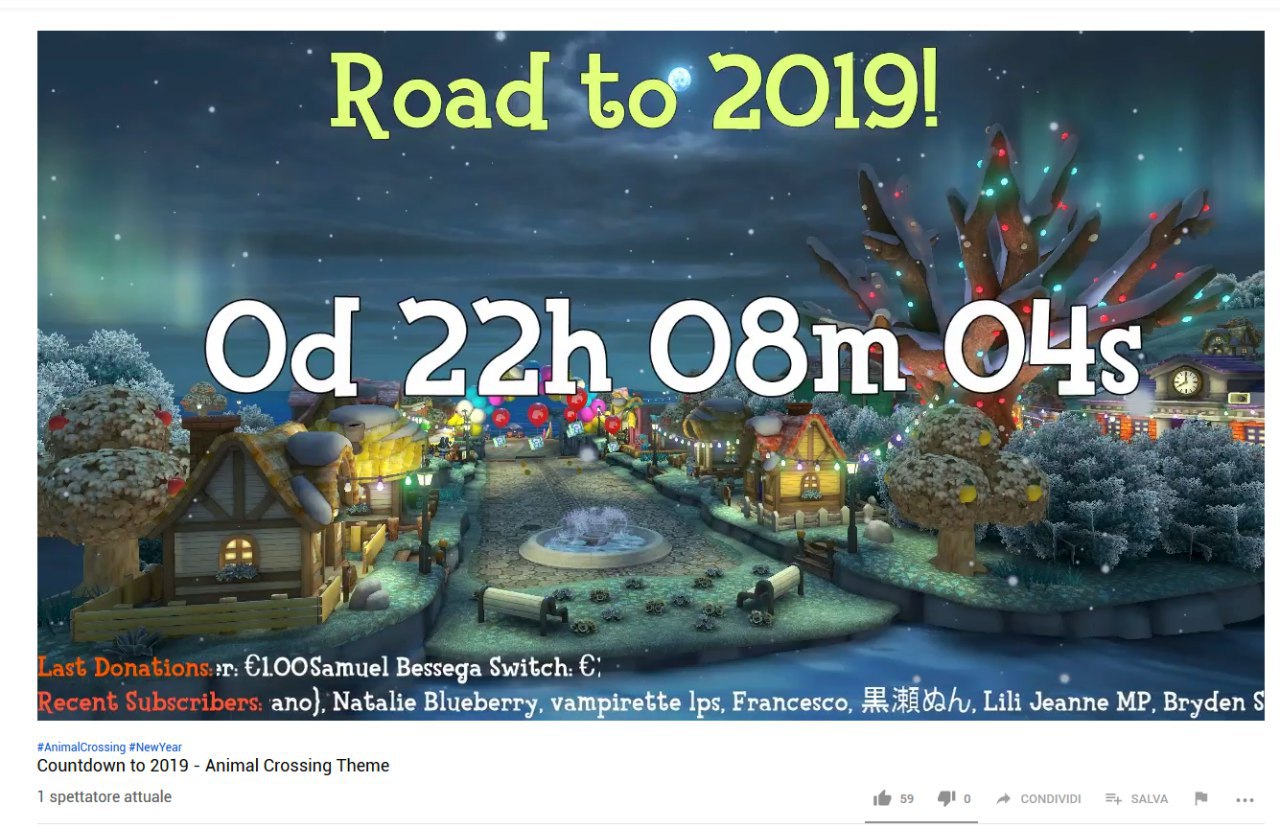 Road to 2019!
0d 22h 08m 04s
Last Donations: er: €1.00Samuel Bessega Switch: €
Recent Subscribers: ano}, Natalie Blueberry, vampirette lps, Francesco, 黒瀬ぬん, Lili Jeanne MP, Bryden S
#AnimalCrossing #NewYear
Countdown to 2019 - Animal Crossing Theme
1 spettatore attuale
59 0 CONDIVIDI SALVA